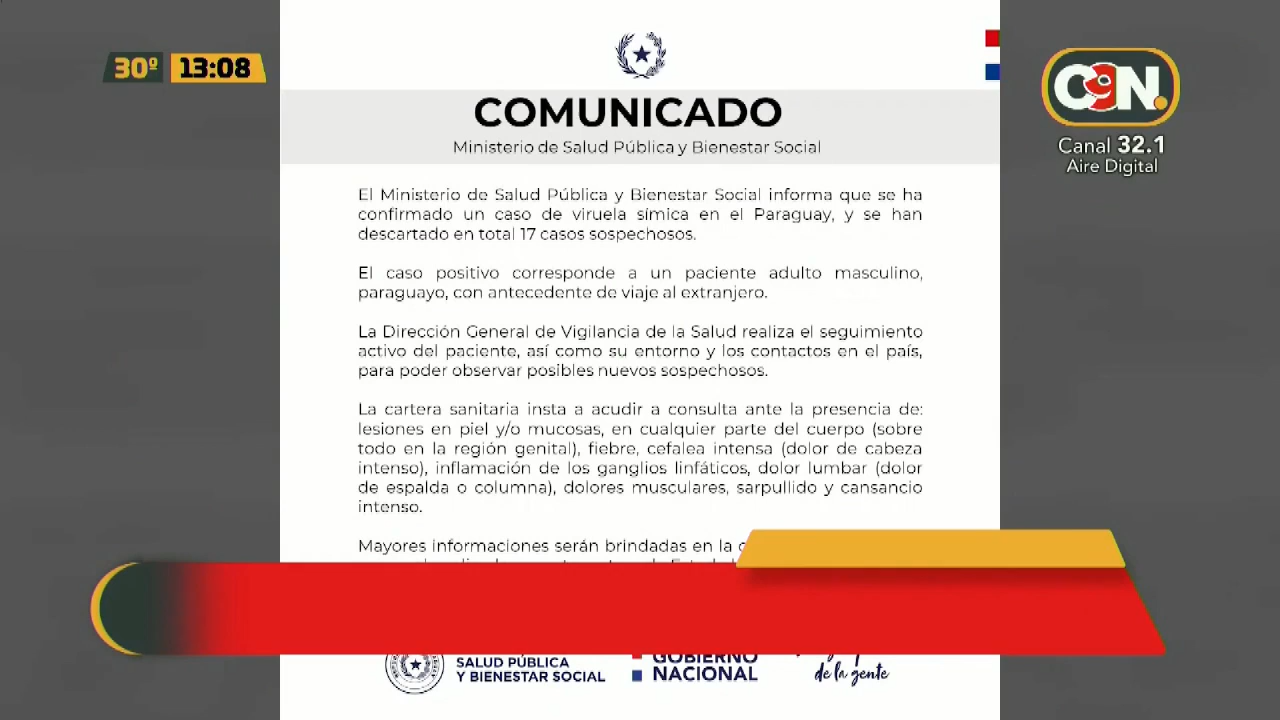 30º 13:08
C9N.
Canal 32.1
Aire Digital
COMUNICADO
Ministerio de Salud Pública y Bienestar Social
El Ministerio de Salud Pública y Bienestar Social informa que se ha
confirmado un caso de viruela símica en el Paraguay, y se han
descartado en total 17 casos sospechosos.
El caso positivo corresponde a un paciente adulto masculino,
paraguayo, con antecedente de viaje al extranjero.
La Dirección General de Vigilancia de la Salud realiza el seguimiento
activo del paciente, así como su entorno y los contactos en el país,
para poder observar posibles nuevos sospechosos.
La cartera sanitaria insta a acudir a consulta ante la presencia de:
lesiones en piel y/o mucosas, en cualquier parte del cuerpo (sobre
todo en la región genital), fiebre, cefalea intensa (dolor de cabeza
intenso), inflamación de los ganglios linfáticos, dolor lumbar (dolor
de espalda o columna), dolores musculares, sarpullido y cansancio
intenso.
Mayores informaciones serán brindadas en la
SALUD PÚBLICA
Y BIENESTAR SOCIAL
GOBIERNO
NACIONAL
de la gente